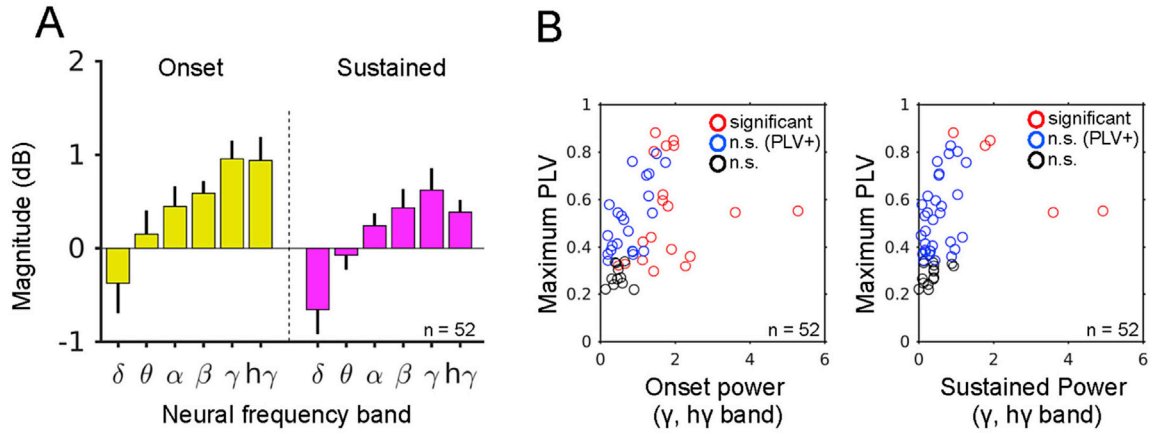 A
2
1
0
-1
Magnitude (dB)
Onset
Sustained
n = 52
δ θ α β γ hγ
δ θ α β γ hγ
Neural frequency band
B
1
0.8
0.6
0.4
0.2
0
Maximum PLV
significant
n.s. (PLV+)
n.s.
n = 52
0 2 4 6
Onset power
(γ, hγ band)
1
0.8
0.6
0.4
0.2
0
Maximum PLV
significant
n.s. (PLV+)
n.s.
n = 52
0 2 4 6
Sustained Power
(γ, hγ band)